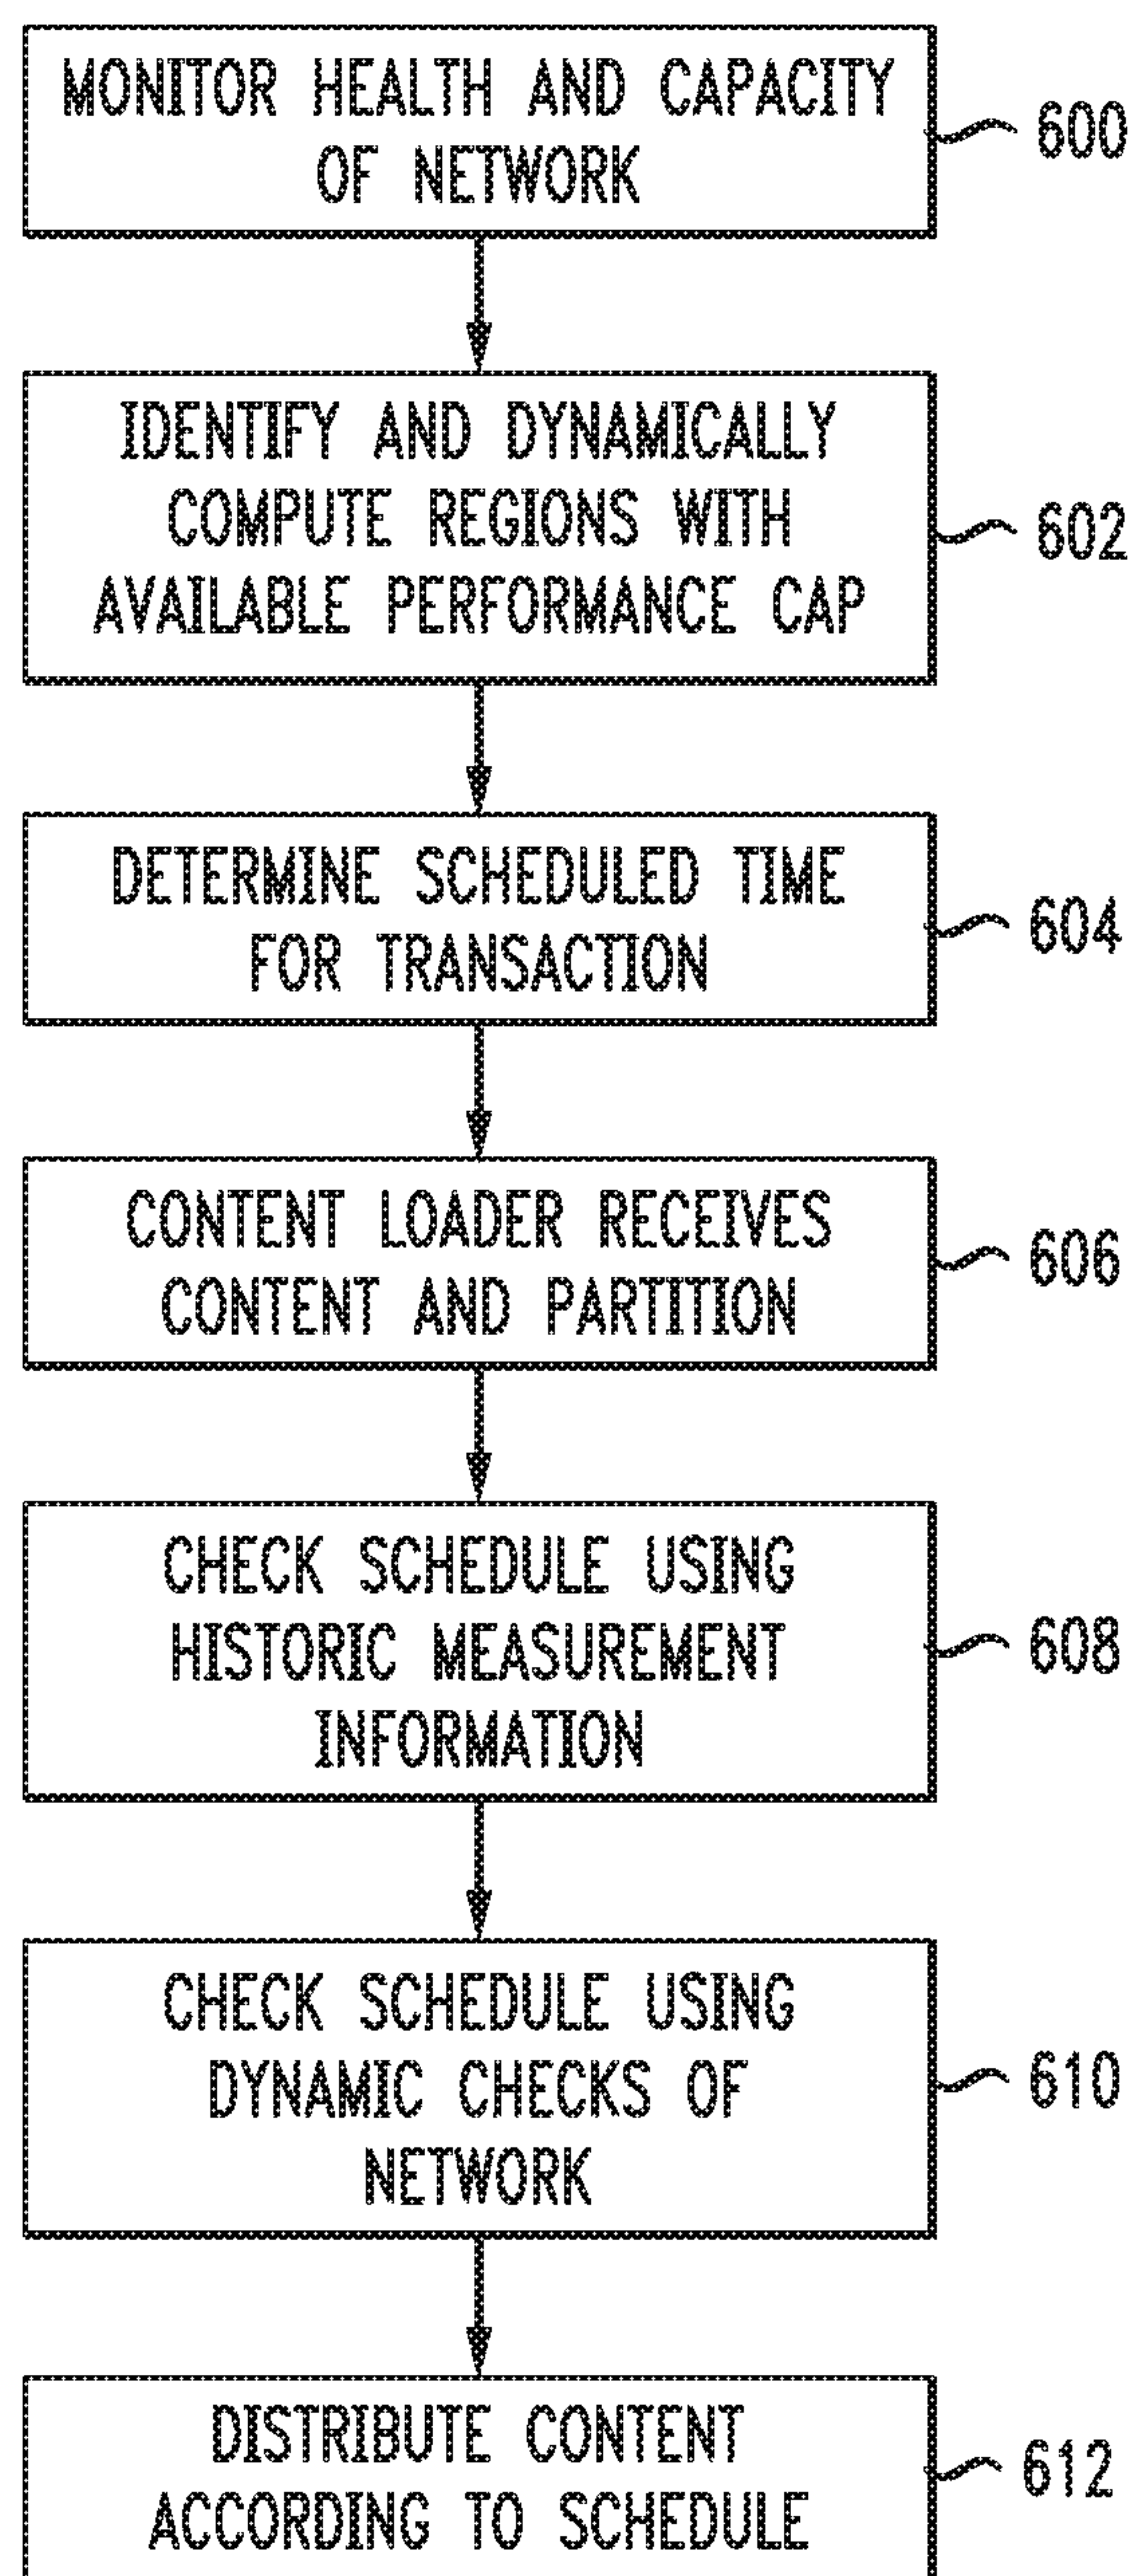 MONITOR HEALTH AND CAPACITY
OF NETWORK
600
IDENTIFY AND DYNAMICALLY
COMPUTE REGIONS WITH
AVAILABLE PERFORMANCE CAP
602
DETERMINE SCHEDULED TIME
FOR TRANSACTION
604
CONTENT LOADER RECEIVES
CONTENT AND PARTITION
606
CHECK SCHEDULE USING
HISTORIC MEASUREMENT
INFORMATION
608
CHECK SCHEDULE USING
DYNAMIC CHECKS OF
NETWORK
610
DISTRIBUTE CONTENT
ACCORDING TO SCHEDULE
612